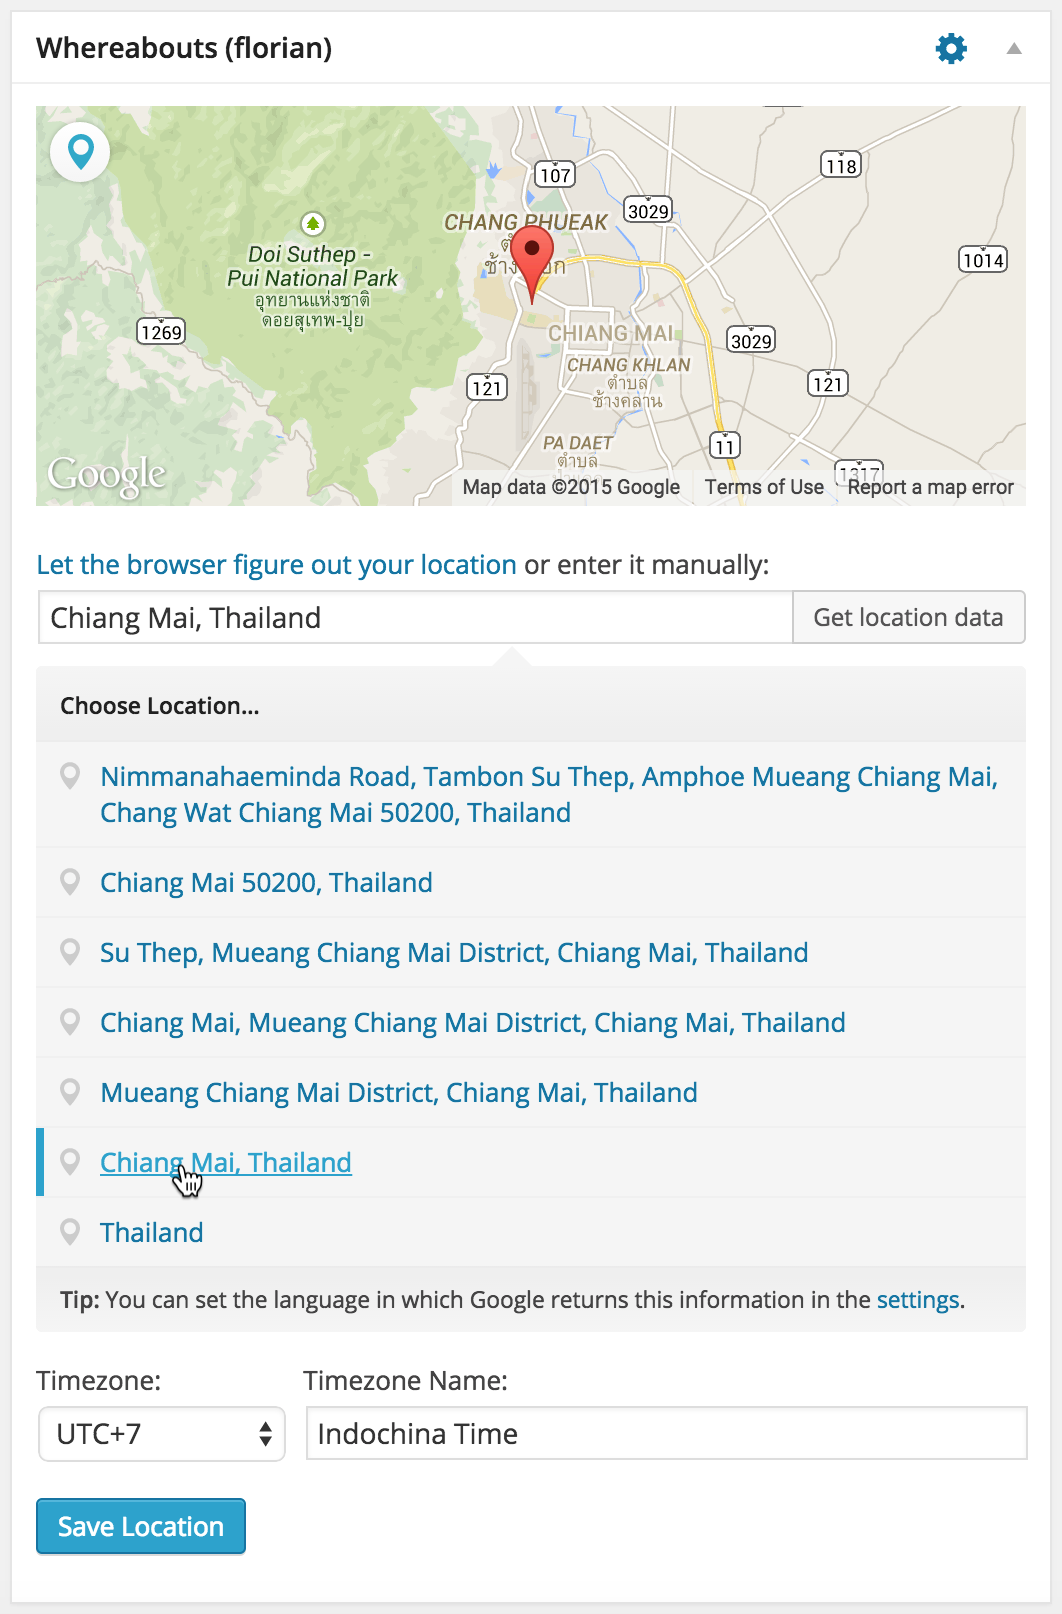 Whereabouts (florian)
107
118
3029
CHANG PHUEAK
1014
Doi Suthep -
Pui National Park
อุทยานแห่งชาติ
ดอยสุเทพ-ปุย
1269
CHIANG MAI
3029
CHANG KHLAN
ตำบล
ช้างคลาน
121
121
PA DAET
ตำบล
11
1317
Google
Map data ©2015 Google
Terms of Use
Report a map error
Let the browser figure out your location or enter it manually:
Chiang Mai, Thailand
Get location data
Choose Location...
Nimmanahaeminda Road, Tambon Su Thep, Amphoe Mueang Chiang Mai,
Chang Wat Chiang Mai 50200, Thailand
Chiang Mai 50200, Thailand
Su Thep, Mueang Chiang Mai District, Chiang Mai, Thailand
Chiang Mai, Mueang Chiang Mai District, Chiang Mai, Thailand
Mueang Chiang Mai District, Chiang Mai, Thailand
Chiang Mai, Thailand
Thailand
Tip: You can set the language in which Google returns this information in the settings.
Timezone:
Timezone Name:
UTC+7
Indochina Time
Save Location